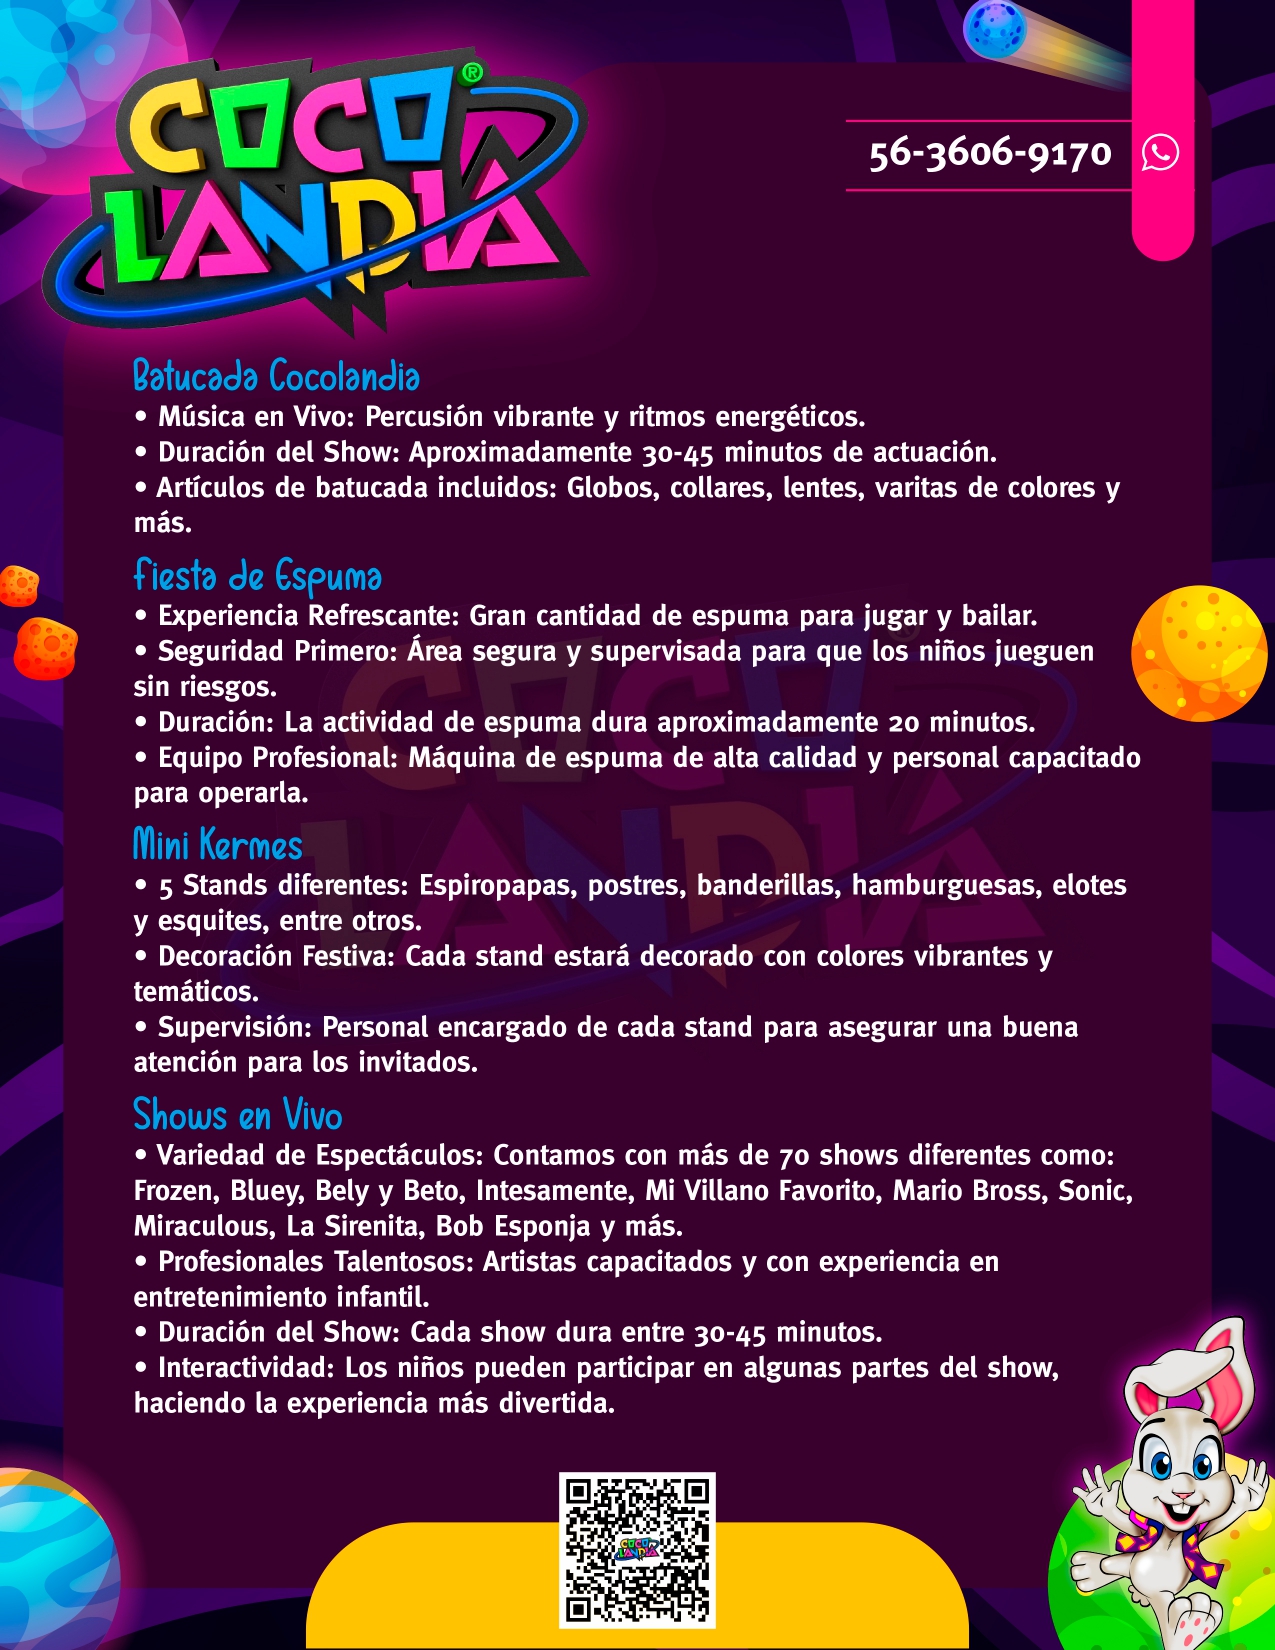 COCO®
LANDIA
56-3606-9170
Batucada Cocolandia
• Música en Vivo: Percusión vibrante y ritmos energéticos.
• Duración del Show: Aproximadamente 30-45 minutos de actuación.
• Artículos de batucada incluidos: Globos, collares, lentes, varitas de colores y
más.
Fiesta de Espuma
• Experiencia Refrescante: Gran cantidad de espuma para jugar y bailar.
• Seguridad Primero: Área segura y supervisada para que los niños jueguen
sin riesgos.
• Duración: La actividad de espuma dura aproximadamente 20 minutos.
• Equipo Profesional: Máquina de espuma de alta calidad y personal capacitado
para operarla.
Mini Kermes
• 5 Stands diferentes: Espiropapas, postres, banderillas, hamburguesas, elotes
y esquites, entre otros.
• Decoración Festiva: Cada stand estará decorado con colores vibrantes y
temáticos.
• Supervisión: Personal encargado de cada stand para asegurar una buena
atención para los invitados.
Shows en Vivo
• Variedad de Espectáculos: Contamos con más de 70 shows diferentes como:
Frozen, Bluey, Bely y Beto, Intesamente, Mi Villano Favorito, Mario Bross, Sonic,
Miraculous, La Sirenita, Bob Esponja y más.
• Profesionales Talentosos: Artistas capacitados y con experiencia en
entretenimiento infantil.
• Duración del Show: Cada show dura entre 30-45 minutos.
• Interactividad: Los niños pueden participar en algunas partes del show,
haciendo la experiencia más divertida.
COCO
LANDIA